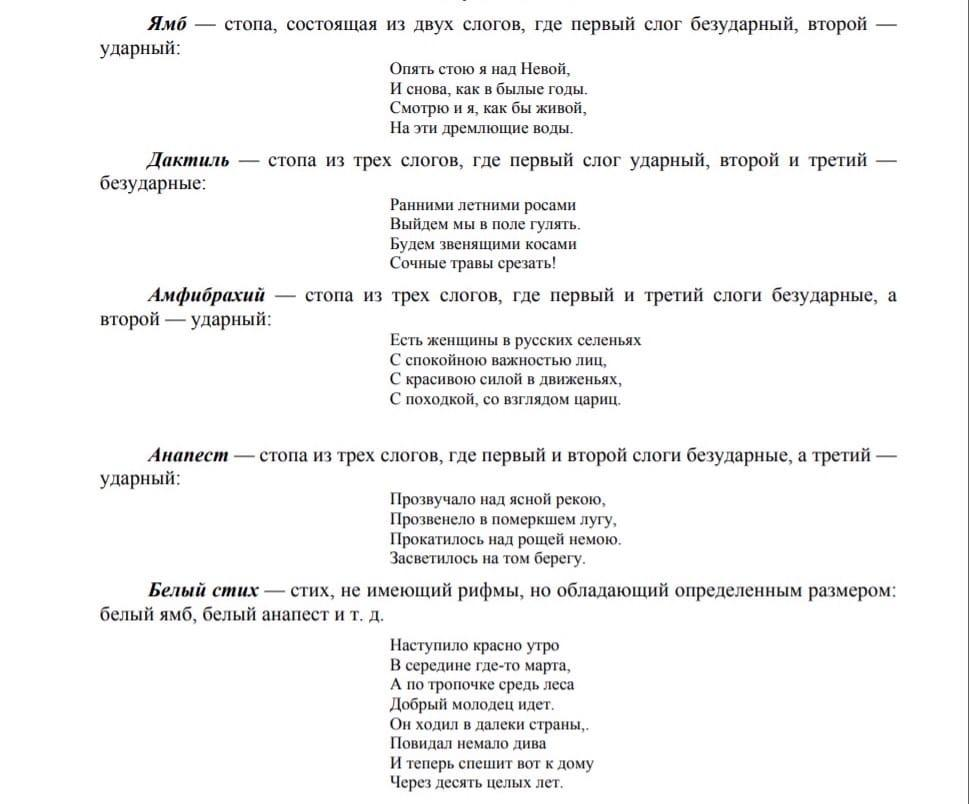 Ямб — стопа, состоящая из двух слогов, где первый слог безударный, второй —
ударный:
Опять стою я над Невой,
И снова, как в былые годы.
Смотрю и я, как бы живой,
На эти дремлющие воды.
Дактиль — стопа из трех слогов, где первый слог ударный, второй и третий —
безударные:
Ранними летними росами
Выйдем мы в поле гулять.
Будем звенящими косами
Сочные травы срезать!
Амфибрахий — стопа из трех слогов, где первый и третий слоги безударные, а
второй — ударный:
Есть женщины в русских селеньях
С спокойною важностью лиц,
С красивою силой в движеньях,
С походкой, со взглядом цариц.
Анапест — стопа из трех слогов, где первый и второй слоги безударные, а третий —
ударный:
Прозвучало над ясной рекою,
Прозвенело в померкшем лугу,
Прокатилось над рощей немою.
Засветилось на том берегу.
Белый стих — стих, не имеющий рифмы, но обладающий определенным размером:
белый ямб, белый анапест и т. д.
Наступило красно утро
В середине где-то марта,
А по тропочке средь леса
Добрый молодец идет.
Он ходил в далеки страны,.
Повидал немало дива
И теперь спешит вот к дому
Через десять целых лет.